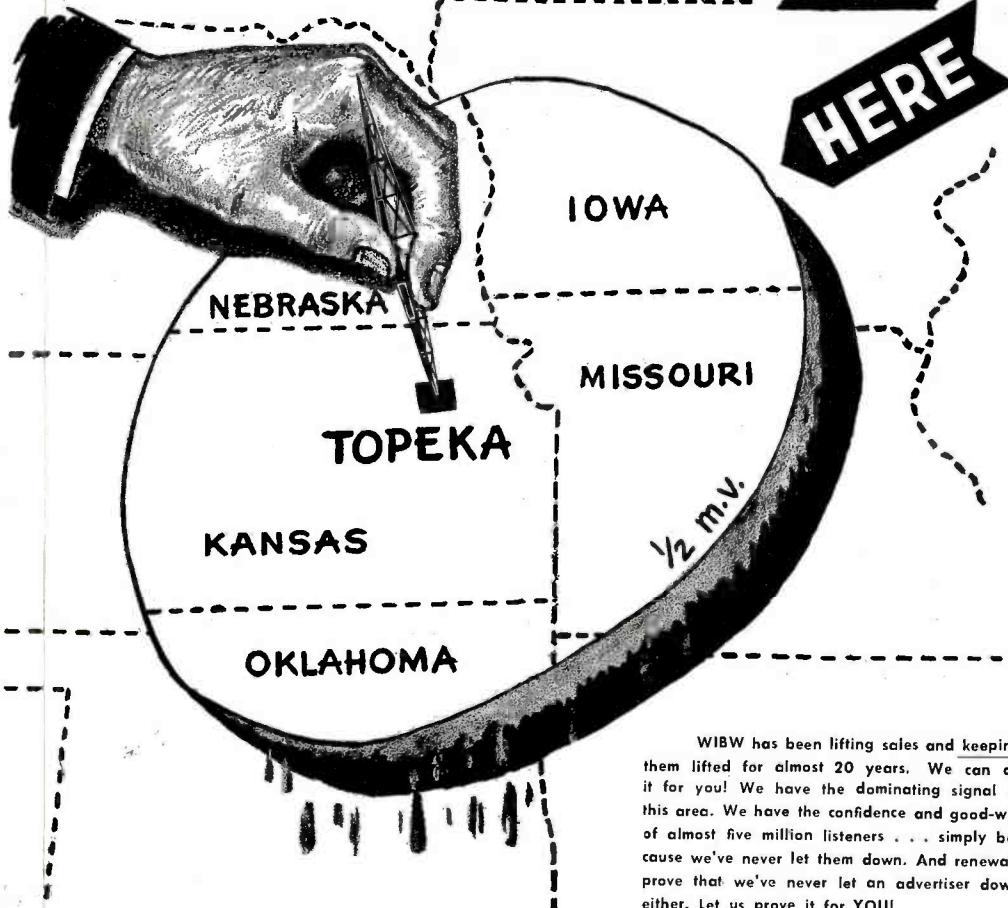 HERE
IOWA
NEBRASKA
MISSOURI
TOPEKA
1/2 m.v.
KANSAS
OKLAHOMA
WIBW has been lifting sales and keeping
them lifted for almost 20 years. We can
it for you! We have the dominating signal
this area. We have the confidence and good-w
of almost five million listeners . . . simply be
cause we've never let them down. And renewa
prove that we've never let an advertiser dow
either. Let us prove it for YOU!